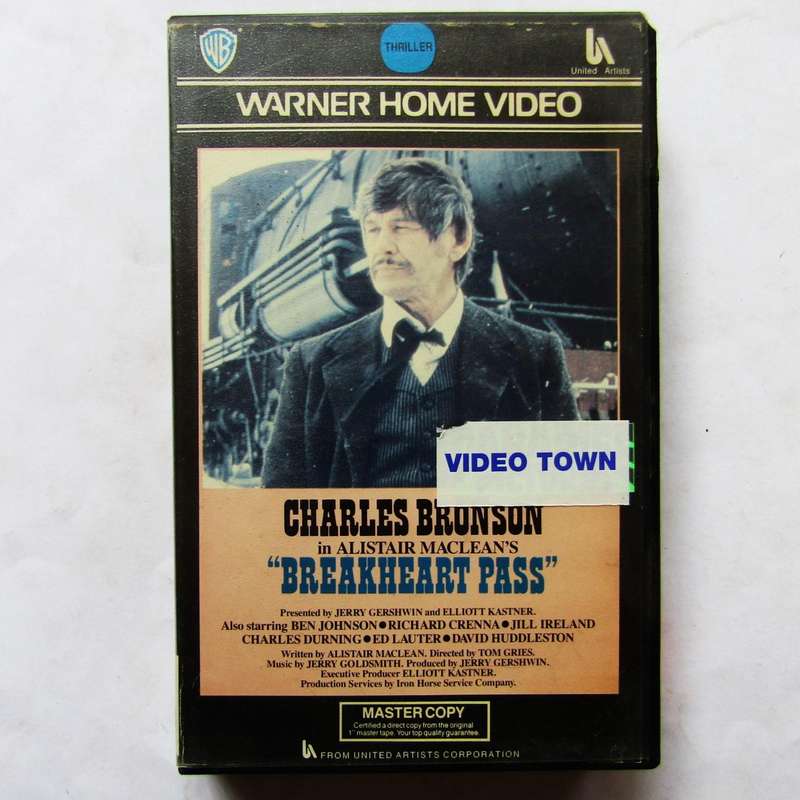 WB
THRILLER
UA
United Artists
WARNER HOME VIDEO
VIDEO TOWN
CHARLES BRONSON
in ALISTAIR MACLEAN'S
"BREAKHEART PASS"
Presented by JERRY GERSHWIN and ELLIOTT KASTNER.
Also starring BEN JOHNSON●RICHARD CRENNA●JILL IRELAND
CHARLES DURNING●ED LAUTER●DAVID HUDDLESTON
Written by ALISTAIR MACLEAN. Directed by TOM GRIES.
Music by JERRY GOLDSMITH. Produced by JERRY GERSHWIN.
Executive Producer ELLIOTT KASTNER.
Production Services by Iron Horse Service Company.
MASTER COPY
Certified a direct copy from the original
1" master tape. Your top quality guarantee.
UA FROM UNITED ARTISTS CORPORATION